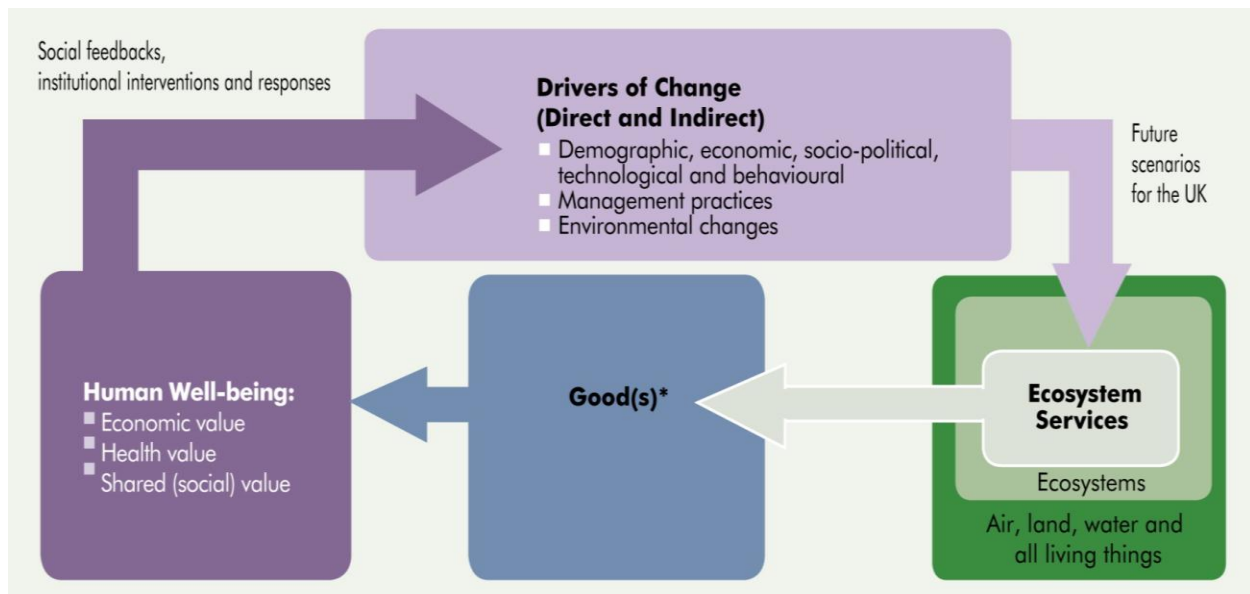 Social feedbacks,
institutional interventions and responses
Drivers of Change
(Direct and Indirect)
Demographic, economic, socio-political,
technological and behavioural
Management practices
Environmental changes
Future
scenarios
for the UK
Human Well-being:
Economic value
Health value
Shared (social) value
Good(s)*
Ecosystem
Services
Ecosystems
Air, land, water and
all living things